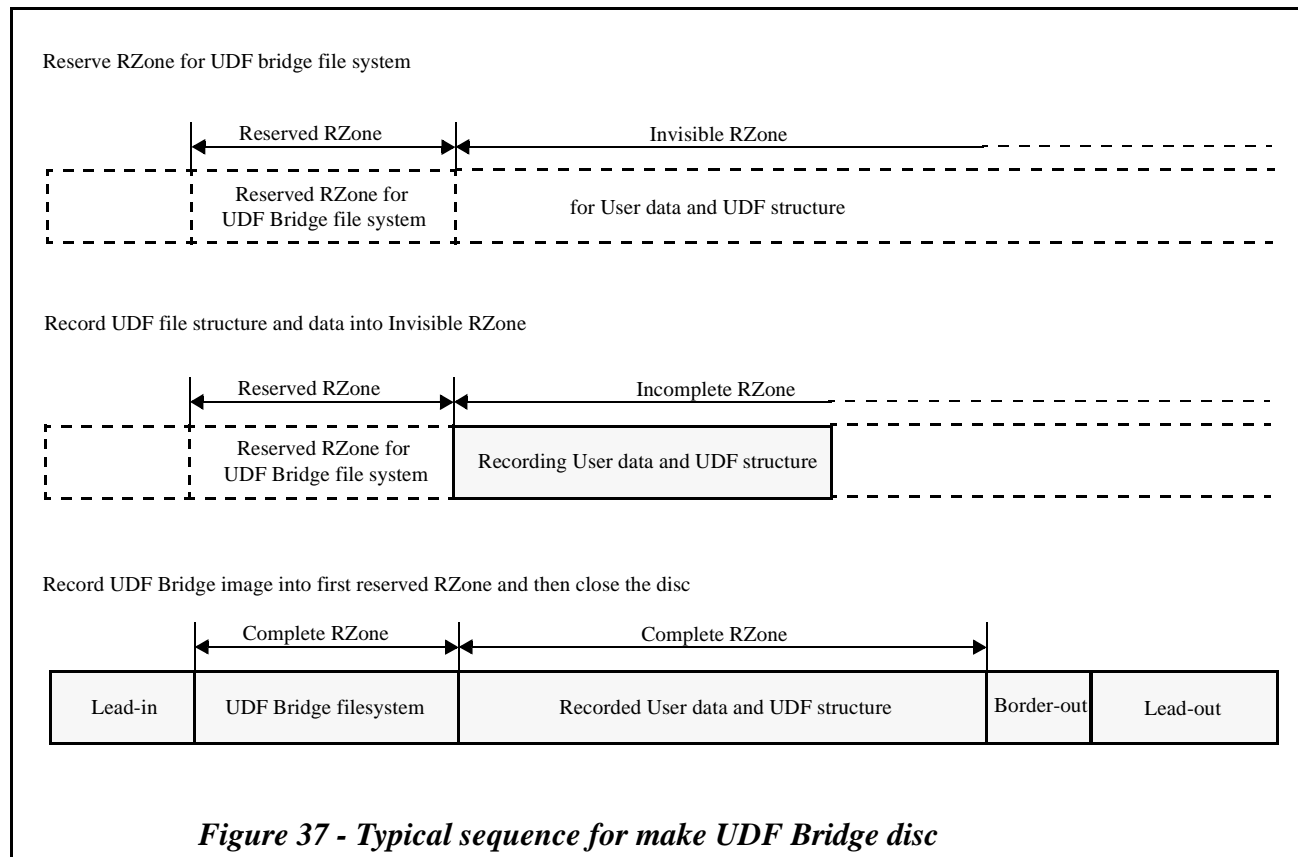 Reserve RZone for UDF bridge file system
Reserved RZone
Invisible RZone
Reserved RZone for
UDF Bridge file system
for User data and UDF structure
Record UDF file structure and data into Invisible RZone
Reserved RZone
Incomplete RZone
Reserved RZone for
UDF Bridge file system
Recording User data and UDF structure
Record UDF Bridge image into first reserved RZone and then close the disc
Complete RZone
Complete RZone
Lead-in
UDF Bridge filesystem
Recorded User data and UDF structure
Border-out
Lead-out
Figure 37 - Typical sequence for make UDF Bridge disc